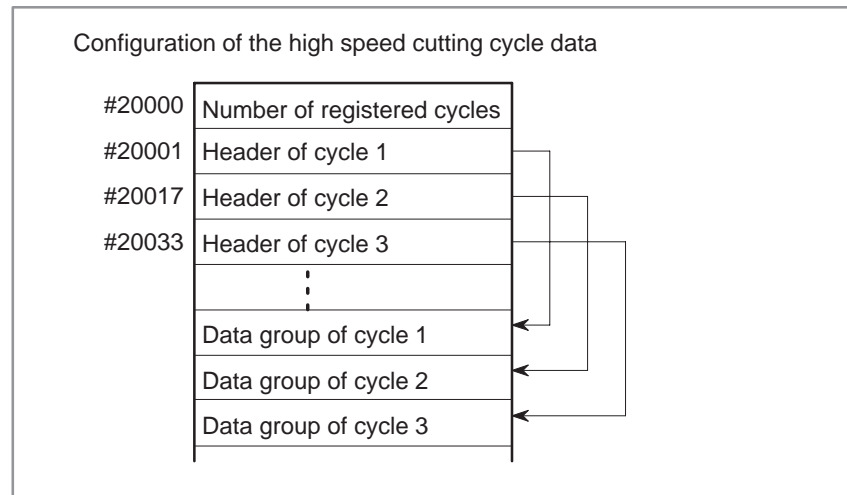 Configuration of the high speed cutting cycle data
#20000 Number of registered cycles
#20001 Header of cycle 1
#20017 Header of cycle 2
#20033 Header of cycle 3
Data group of cycle 1
Data group of cycle 2
Data group of cycle 3